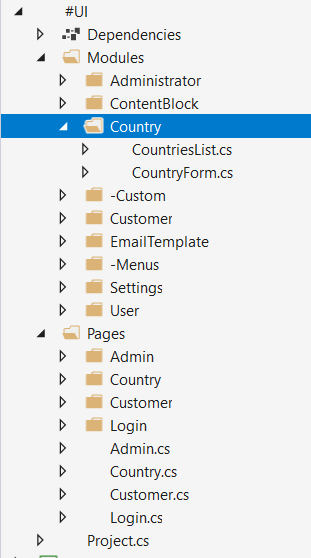 #UI
Dependencies
Modules
Administrator
ContentBlock
Country
CountriesList.cs
CountryForm.cs
-Custom
Customer
EmailTemplate
-Menus
Settings
User
Pages
Admin
Country
Customer
Login
Admin.cs
Country.cs
Customer.cs
Login.cs
Project.cs